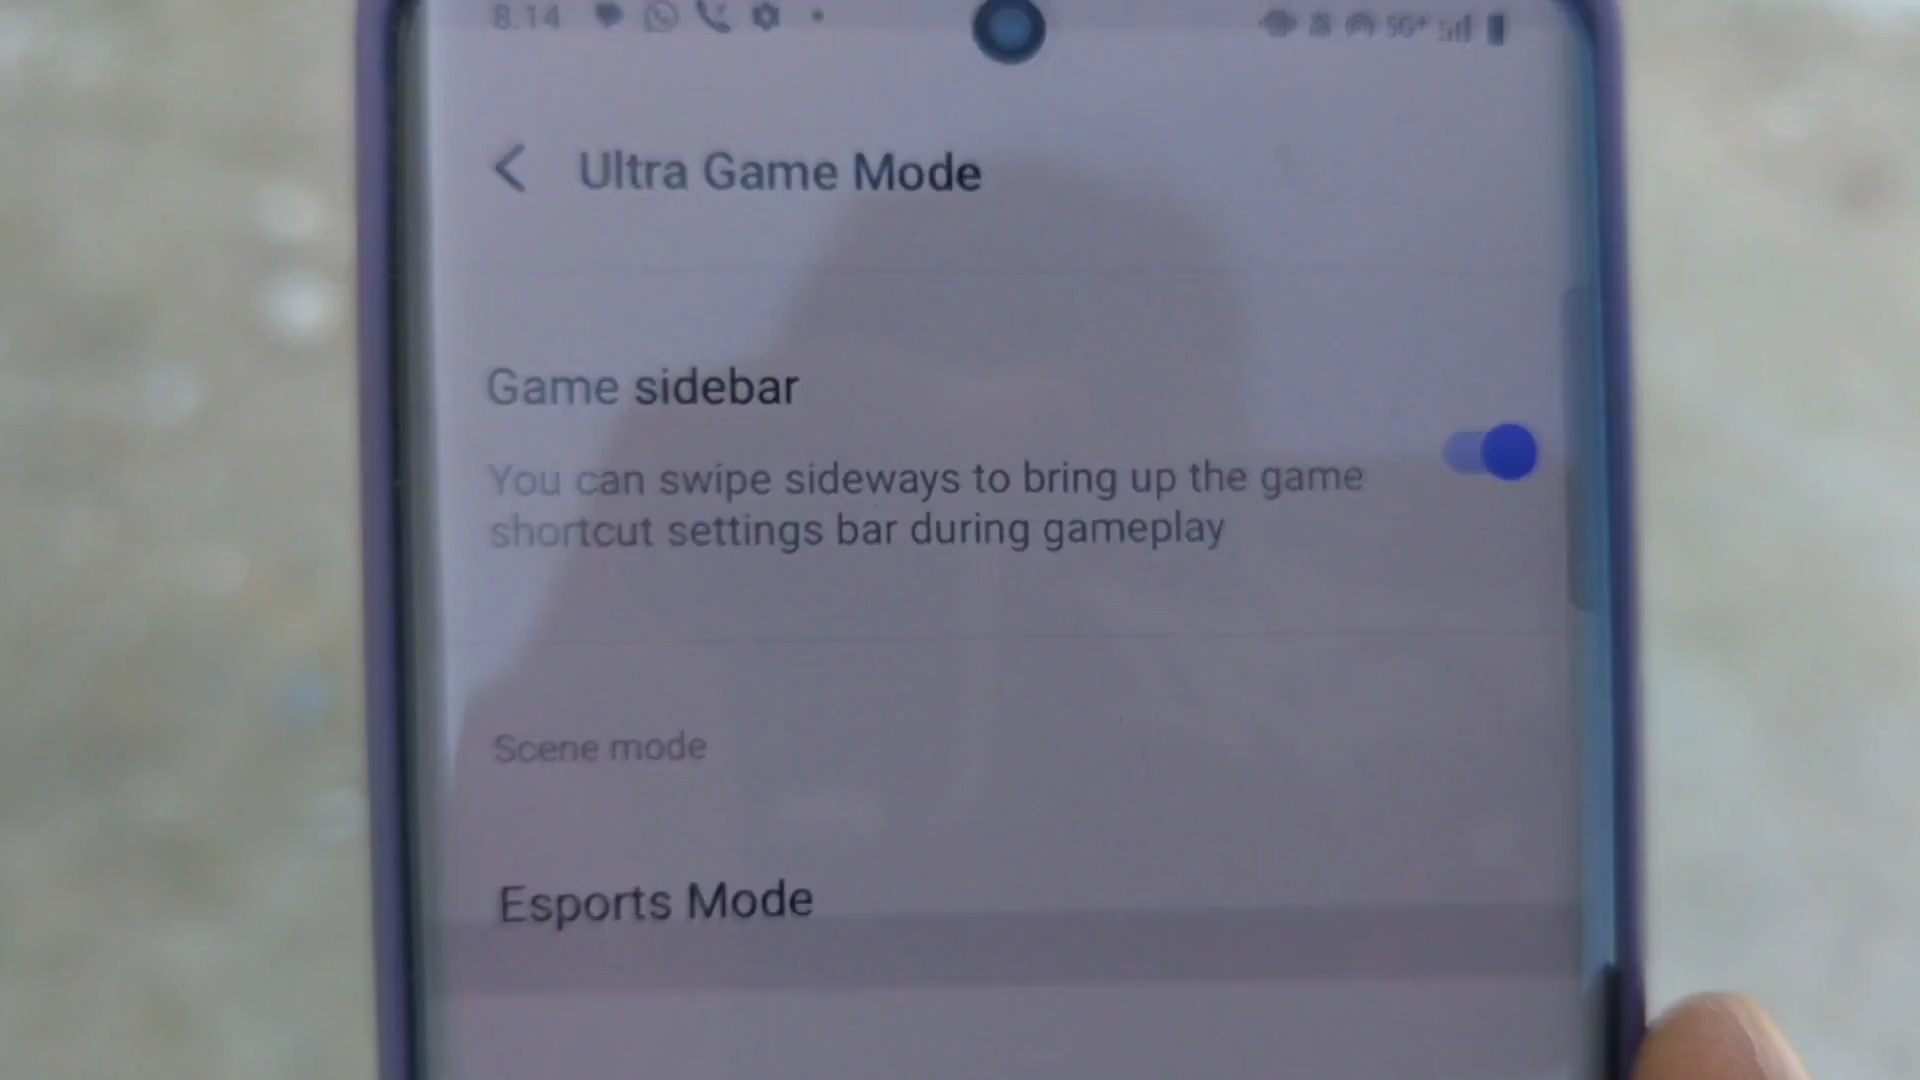 8:14 5G+
Ultra Game Mode
Game sidebar
You can swipe sideways to bring up the game
shortcut settings bar during gameplay
Scene mode
Esports Mode